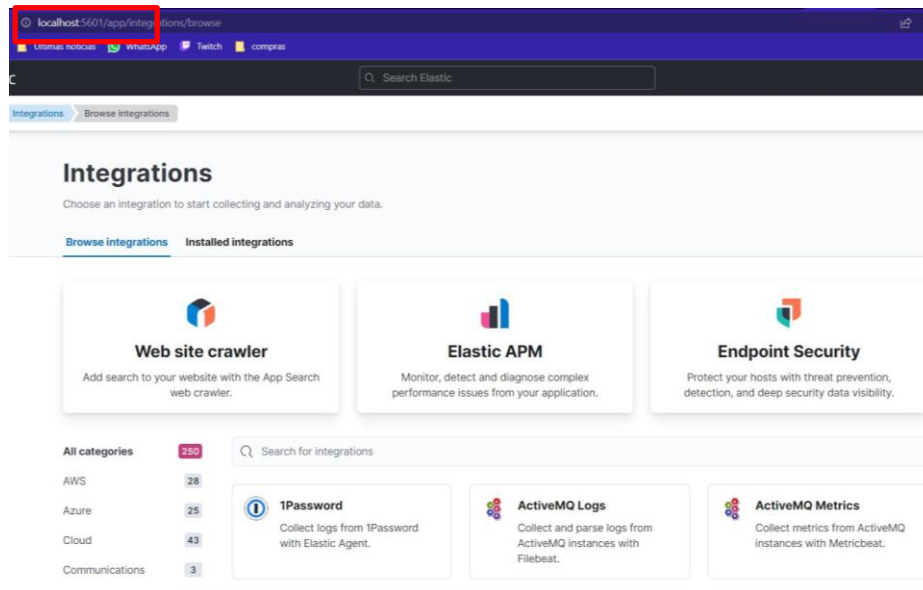 localhost:5601/app/integrations/browse
Últimas noticias WhatsApp Twitch compras
Search Elastic
Integrations Browse integrations
Integrations
Choose an integration to start collecting and analyzing your data.
Browse integrations Installed integrations
Web site crawler
Add search to your website with the App Search
web crawler.
Elastic APM
Monitor, detect and diagnose complex
performance issues from your application.
Endpoint Security
Protect your hosts with threat prevention,
detection, and deep security data visibility.
All categories 250
AWS 28
Azure 25
Cloud 43
Communications 3
Search for integrations
1Password
Collect logs from 1Password
with Elastic Agent.
ActiveMQ Logs
Collect and parse logs from
ActiveMQ instances with
Filebeat.
ActiveMQ Metrics
Collect metrics from ActiveMQ
instances with Metricbeat.